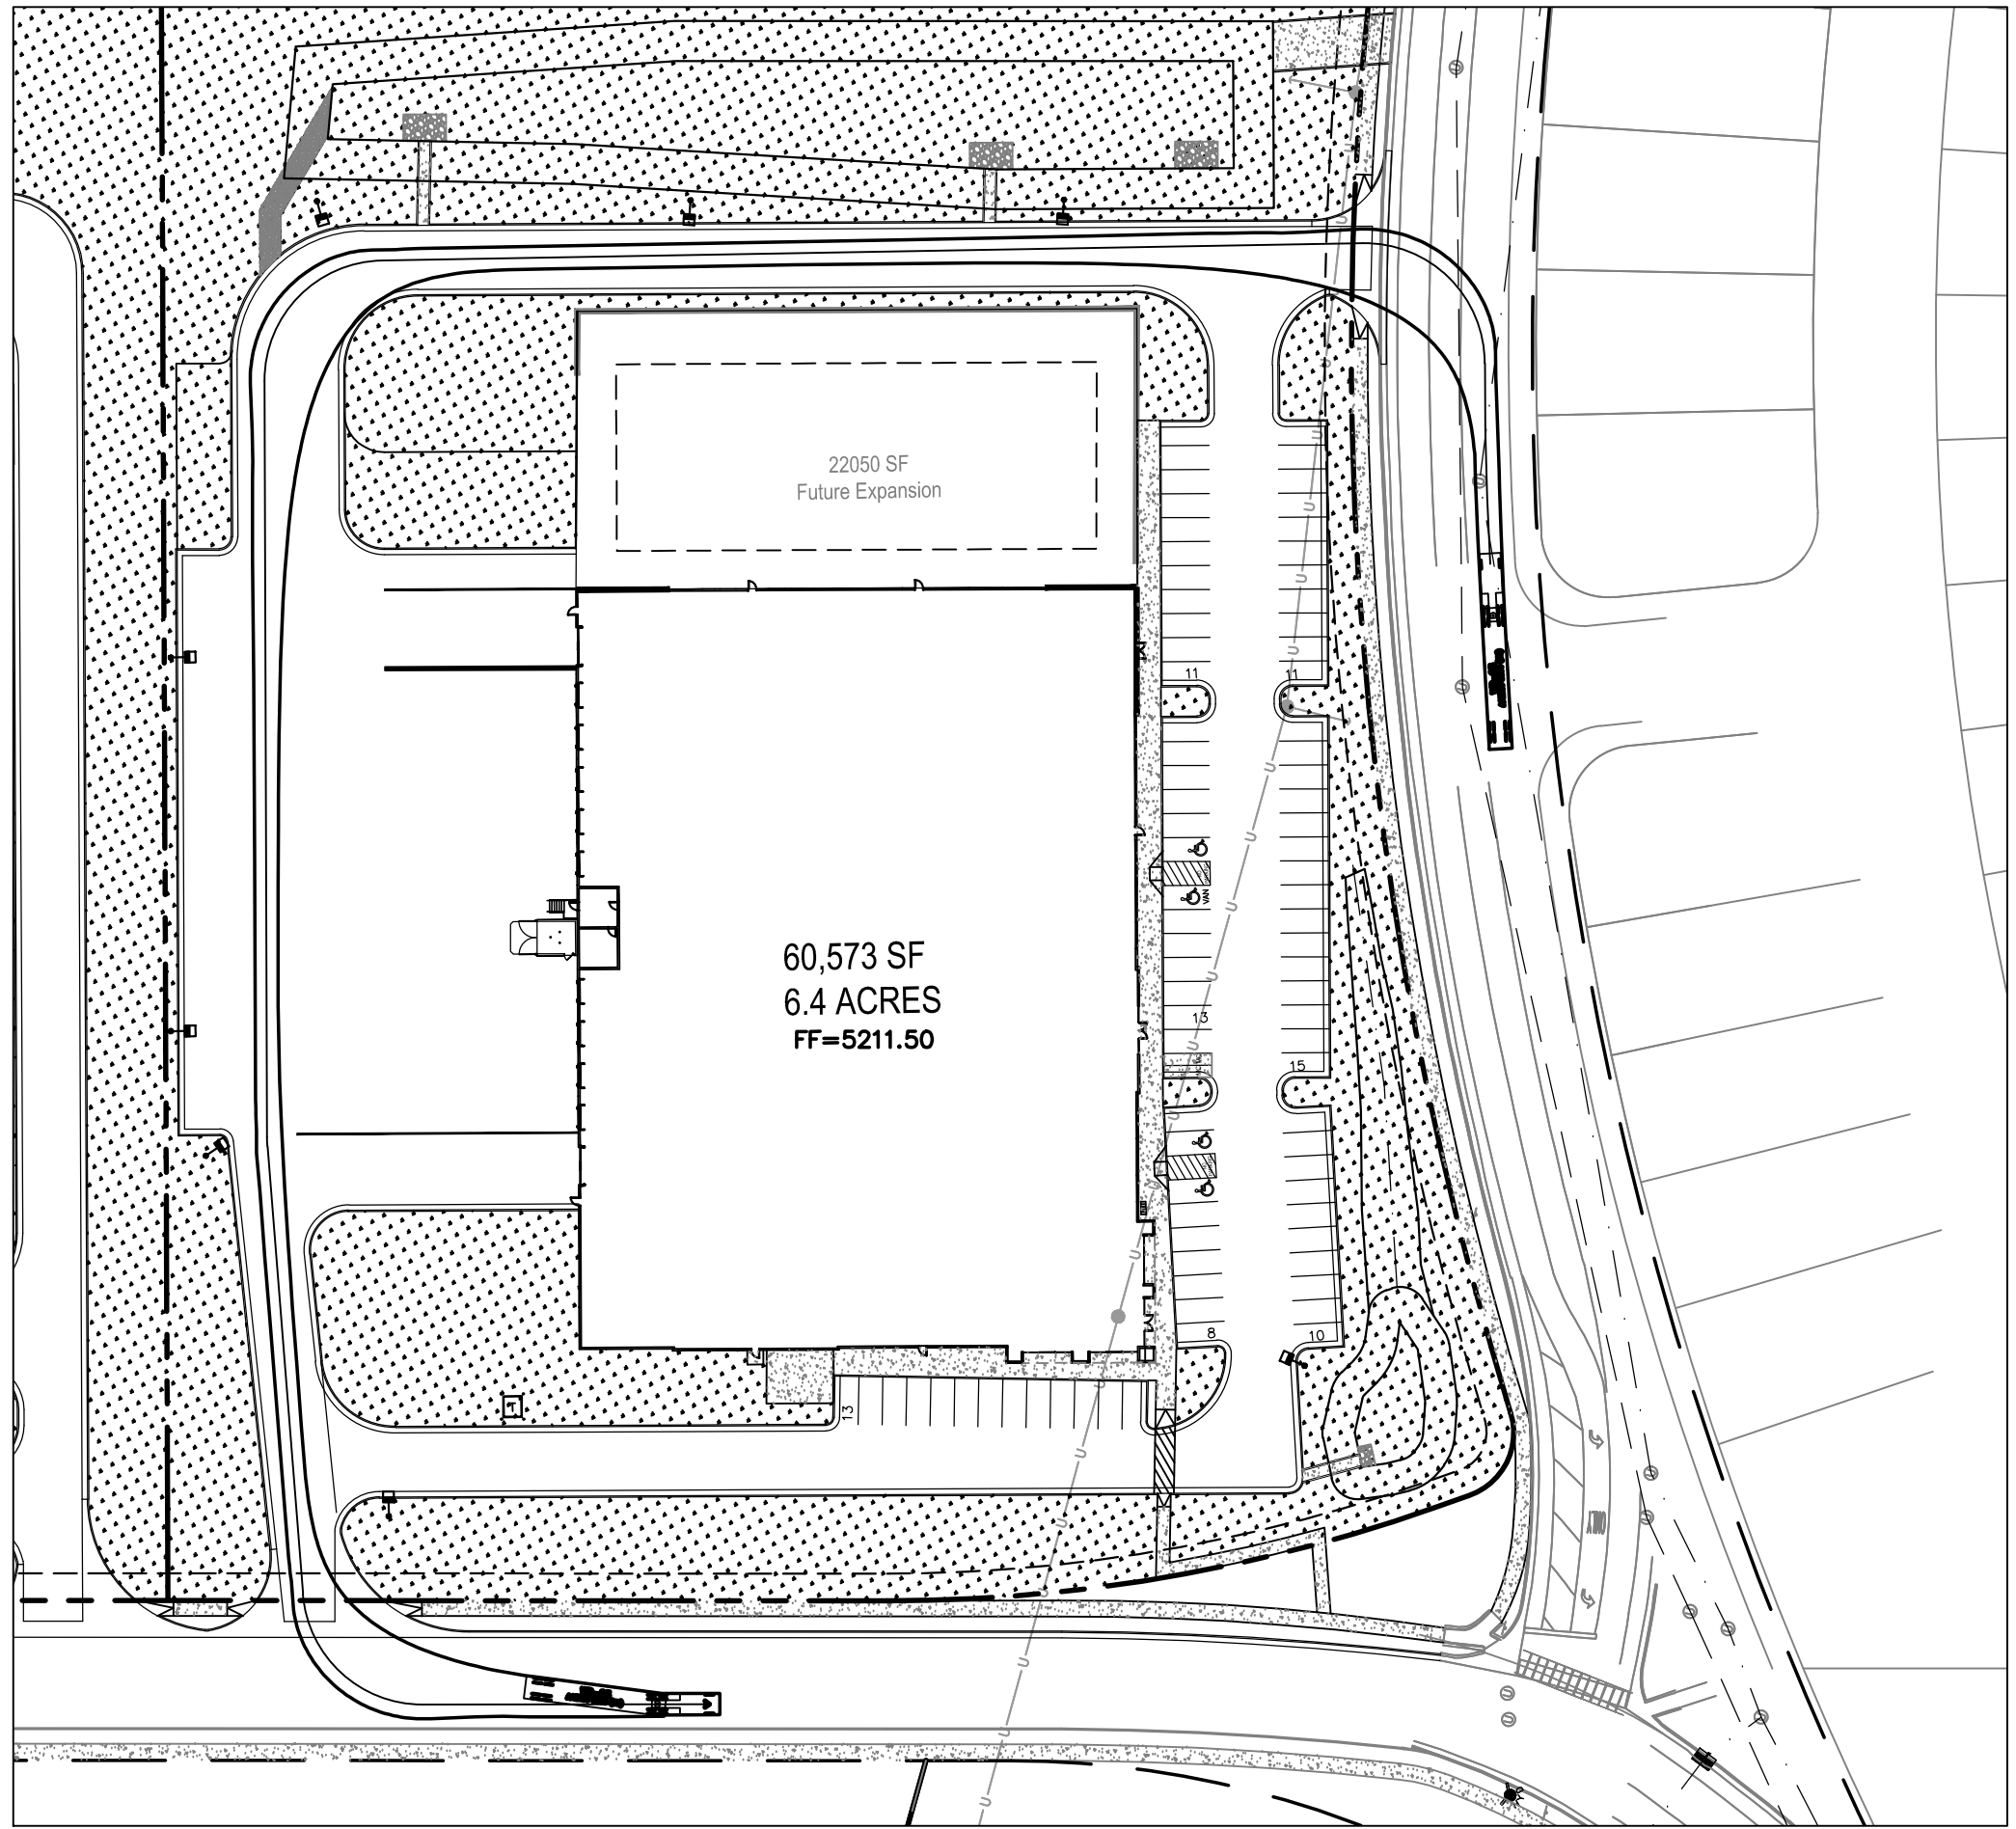 22050 SF
Future Expansion
11
11
VAN
60,573 SF
6.4 ACRES
FF=5211.50
13
15
8
10
13
T
ONLY